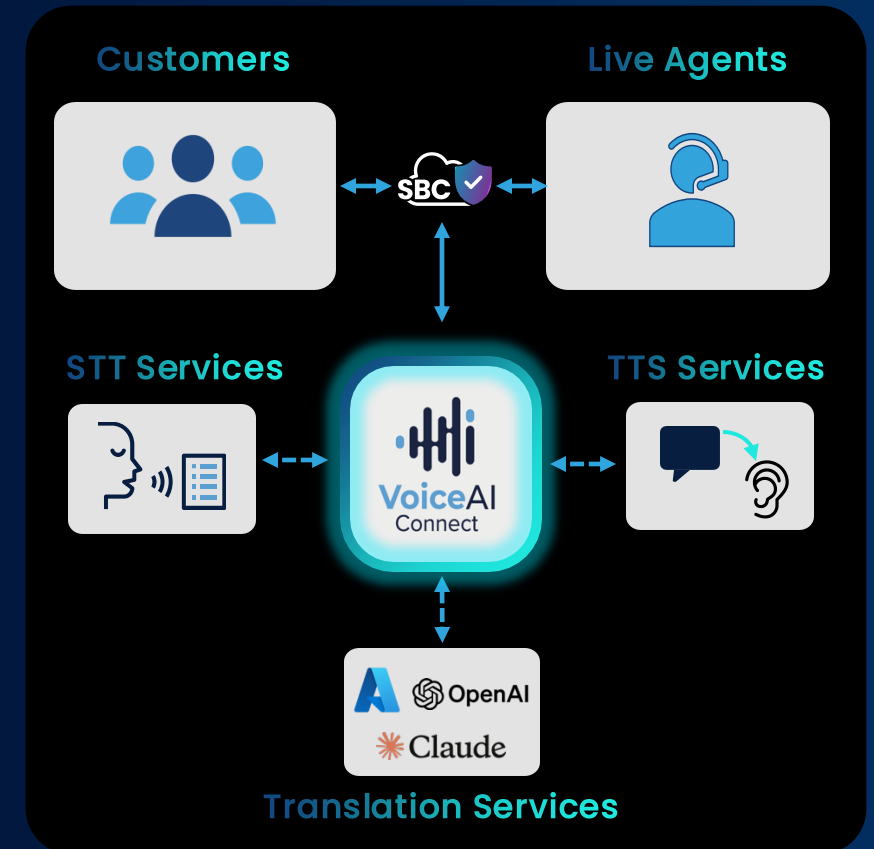 Customers
Live Agents
SBC
STT Services
TTS Services
VoiceAI
Connect
OpenAI
Claude
Translation Services